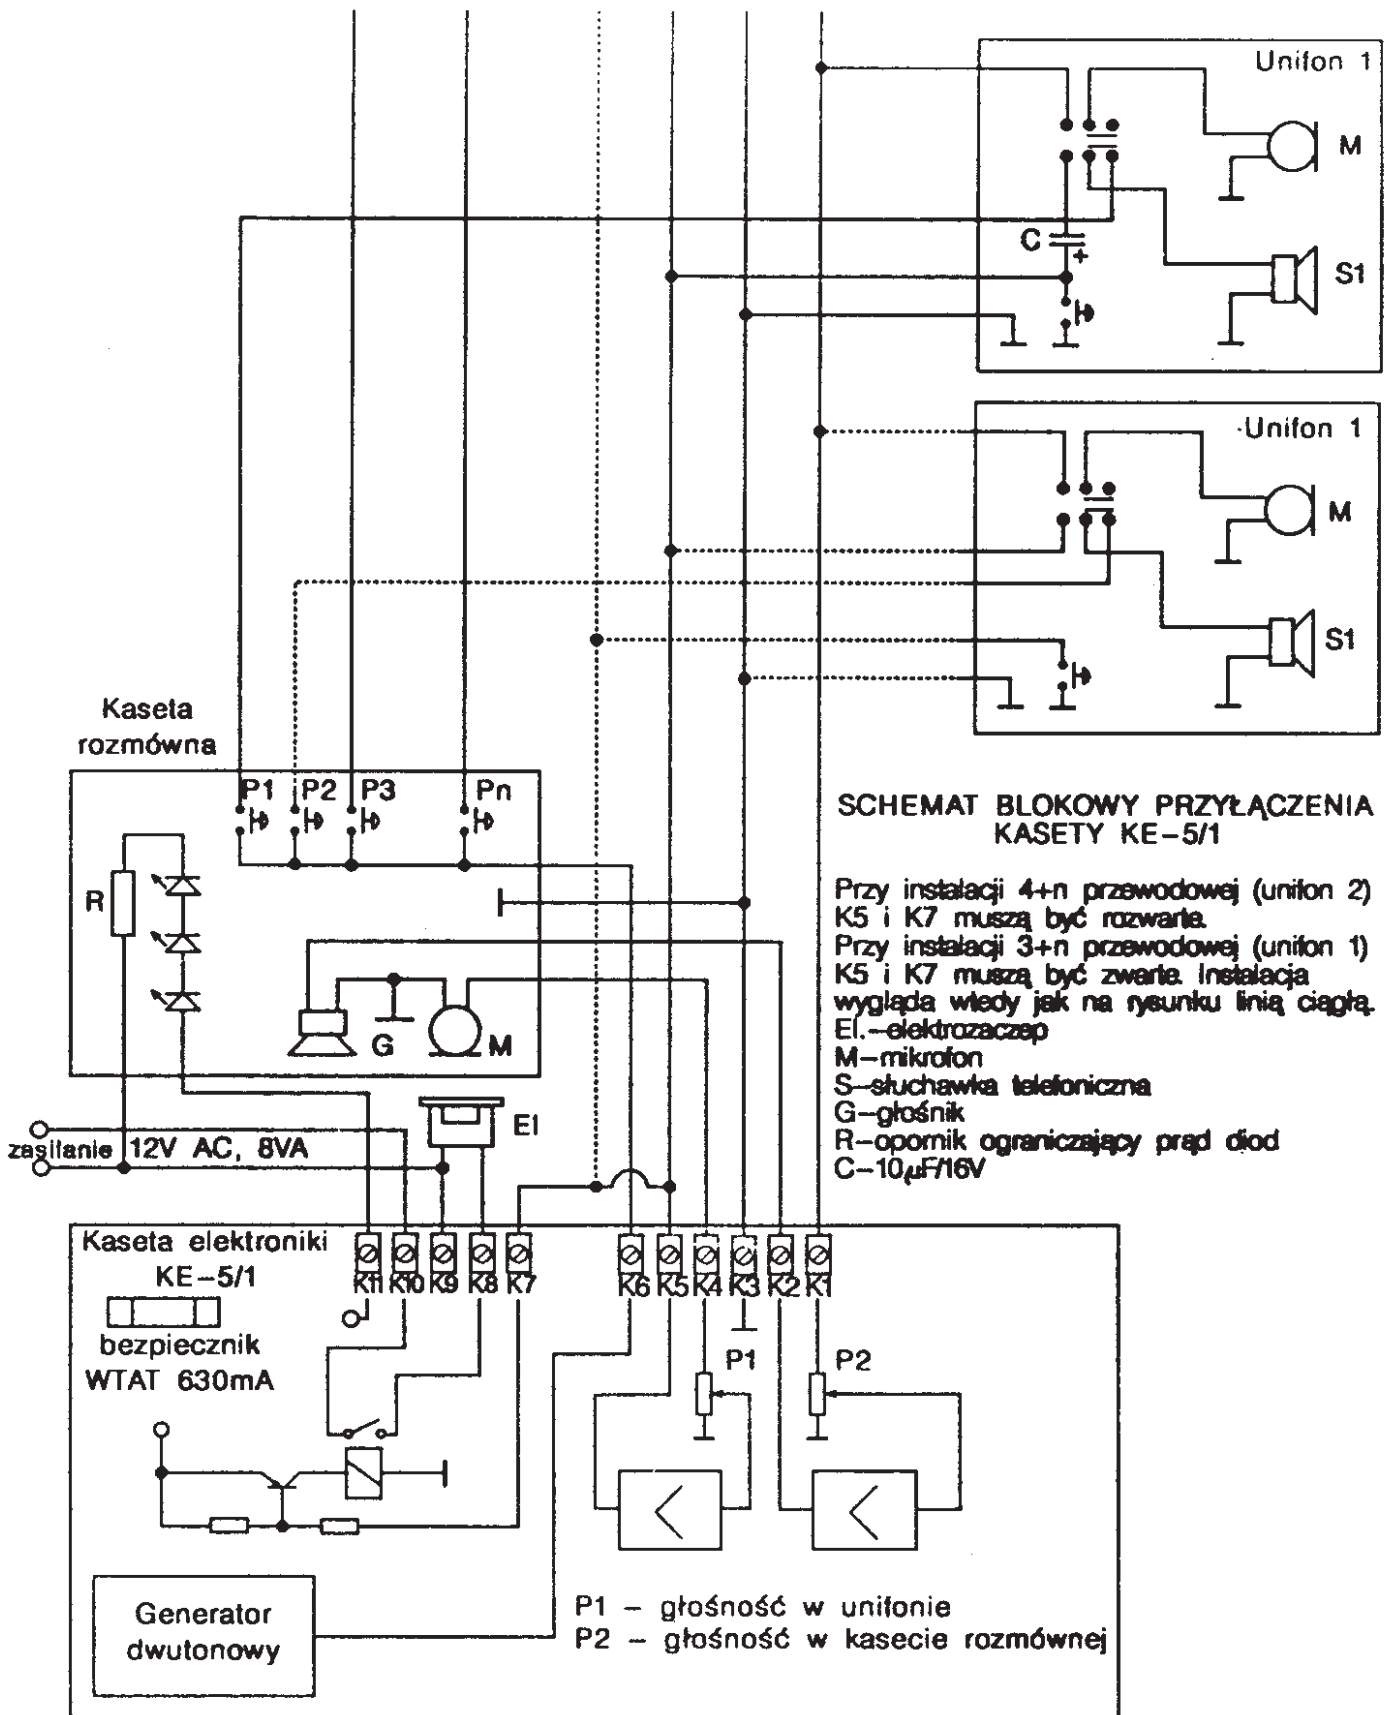 Unifon 1
M
C
+
S1
Unifon 1
M
S1
Kaseta
rozmówna
P1 P2 P3 Pn
R
G M
SCHEMAT BLOKOWY PRZYŁĄCZENIA
KASETY KE-5/1
Przy instalacji 4+n przewodowej (unifon 2)
K5 i K7 muszą być rozwarte.
Przy instalacji 3+n przewodowej (unifon 1)
K5 i K7 muszą być zwarte. Instalacja
wygląda wtedy jak na rysunku linią ciągłą.
El.-elektrozaczep
M-mikrofon
S-słuchawka telefoniczna
G-głośnik
R-opornik ograniczający prąd diod
C-10μF/16V
El
zasilanie 12V AC, 8VA
Kaseta elektroniki
KE-5/1
K11 K10 K9 K8 K7 K6 K5 K4 K3 K2 K1
bezpiecznik
WTAT 630mA
P1 P2
Generator
dwutonowy
P1 - głośność w unifonie
P2 - głośność w kasecie rozmównej